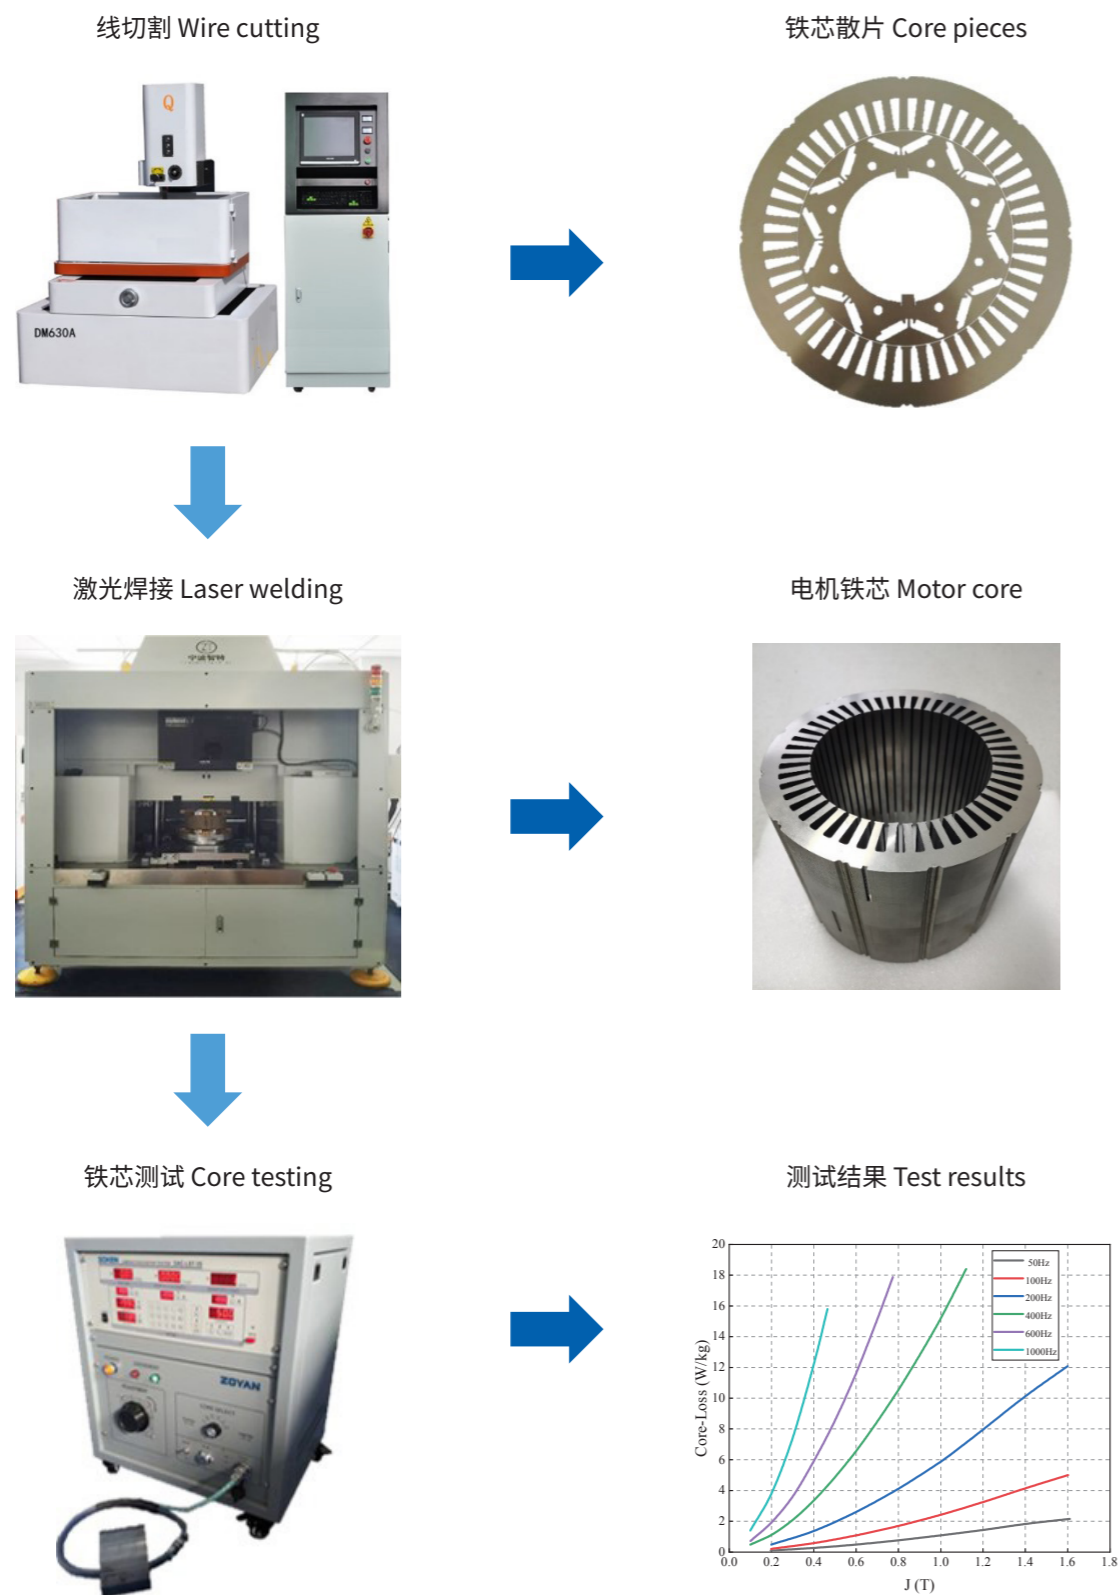 线切割 Wire cutting
铁芯散片 Core pieces
Q
DM630A
激光焊接 Laser welding
电机铁芯 Motor core
宁波智特
铁芯测试 Core testing
测试结果 Test results
ZOYAN
20
18
16
14
12
10
8
6
4
2
0
Core-Loss (W/kg)
50Hz
100Hz
200Hz
400Hz
600Hz
1000Hz
0.0 0.2 0.4 0.6 0.8 1.0 1.2 1.4 1.6 1.8
J (T)